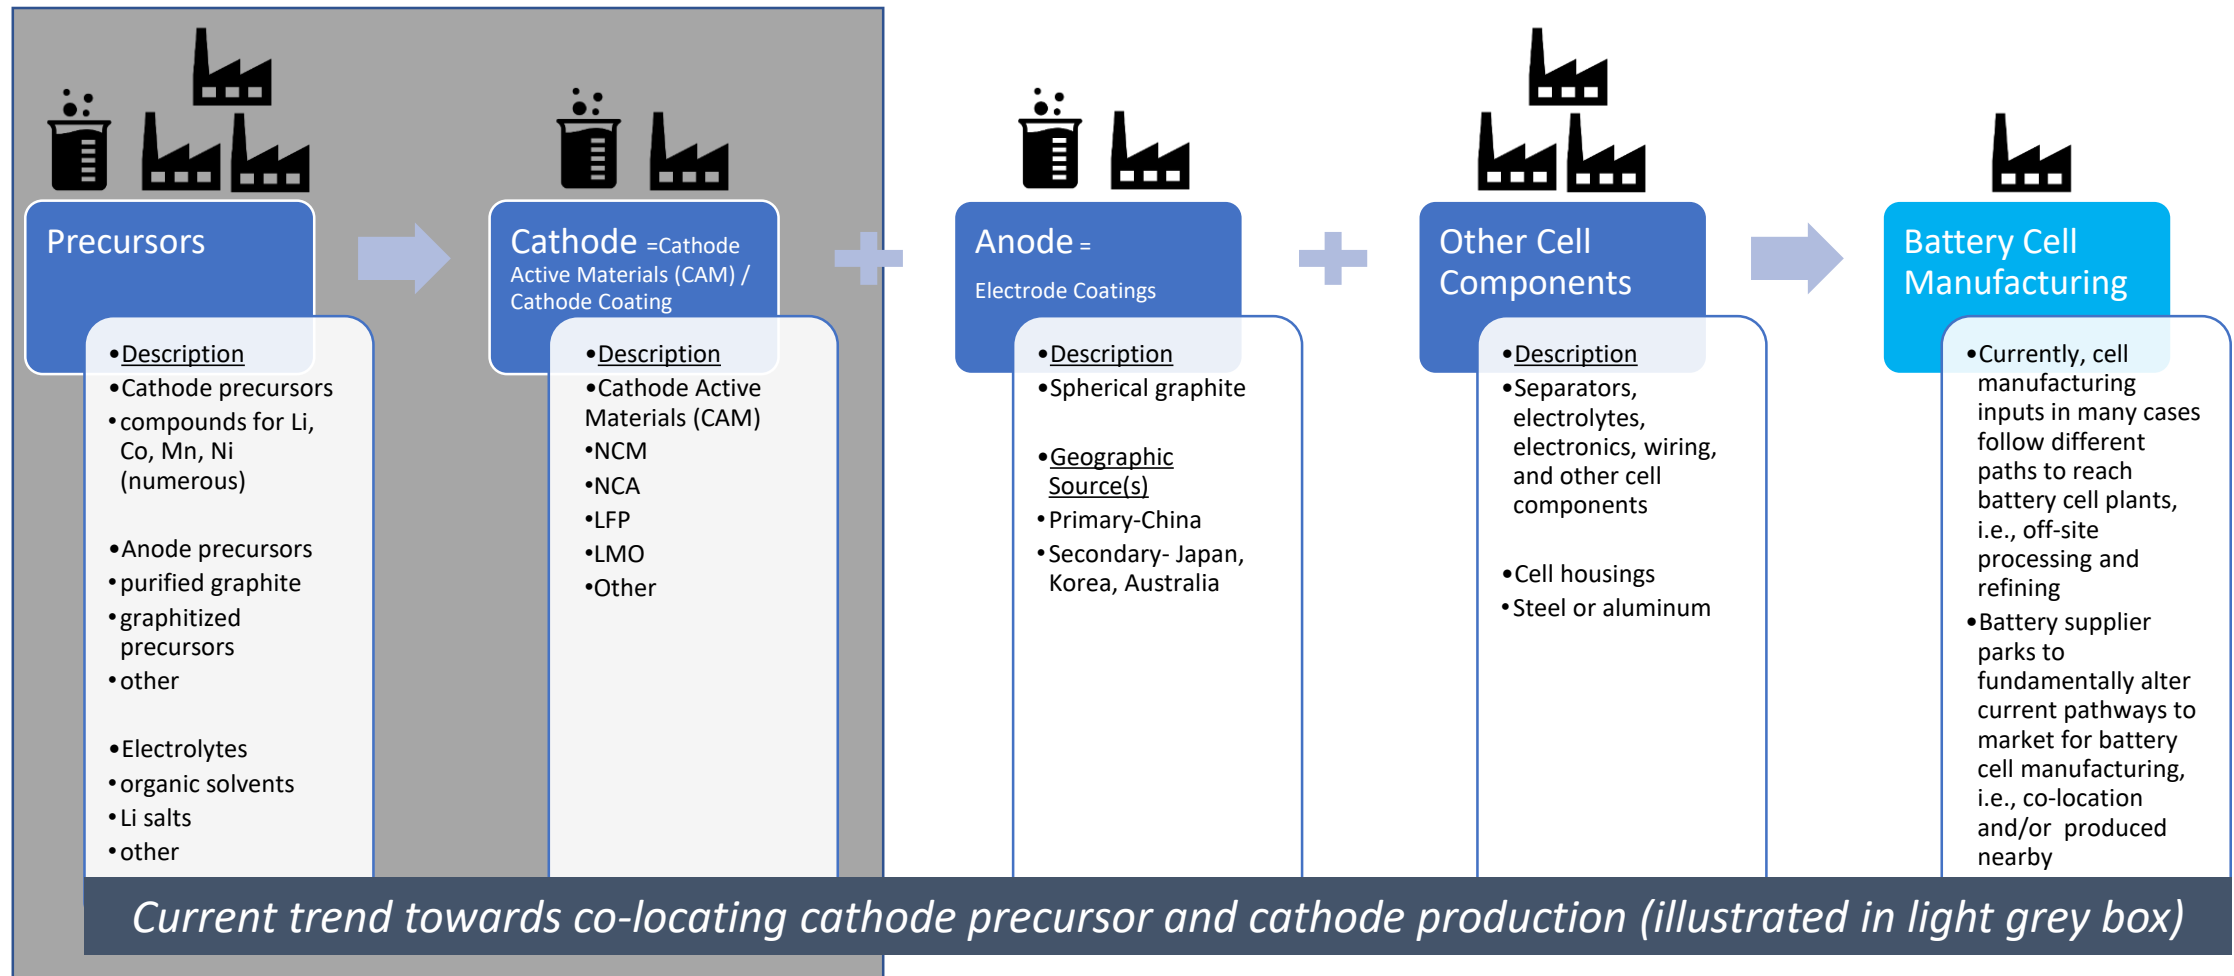 Precursors
•Description
•Cathode precursors
•compounds for Li,
Co, Mn, Ni
(numerous)
•Anode precursors
•purified graphite
•graphitized
precursors
•other
•Electrolytes
•organic solvents
•Li salts
•other
Cathode =Cathode
Active Materials (CAM) /
Cathode Coating
•Description
•Cathode Active
Materials (CAM)
•NCM
•NCA
•LFP
•LMO
•Other
Anode =
Electrode Coatings
•Description
•Spherical graphite
•Geographic
Source(s)
•Primary-China
•Secondary- Japan,
Korea, Australia
Other Cell
Components
•Description
•Separators,
electrolytes,
electronics, wiring,
and other cell
components
•Cell housings
•Steel or aluminum
Battery Cell
Manufacturing
•Currently, cell
manufacturing
inputs in many cases
follow different
paths to reach
battery cell plants,
i.e., off-site
processing and
refining
•Battery supplier
parks to
fundamentally alter
current pathways to
market for battery
cell manufacturing,
i.e., co-location
and/or produced
nearby
Current trend towards co-locating cathode precursor and cathode production (illustrated in light grey box)